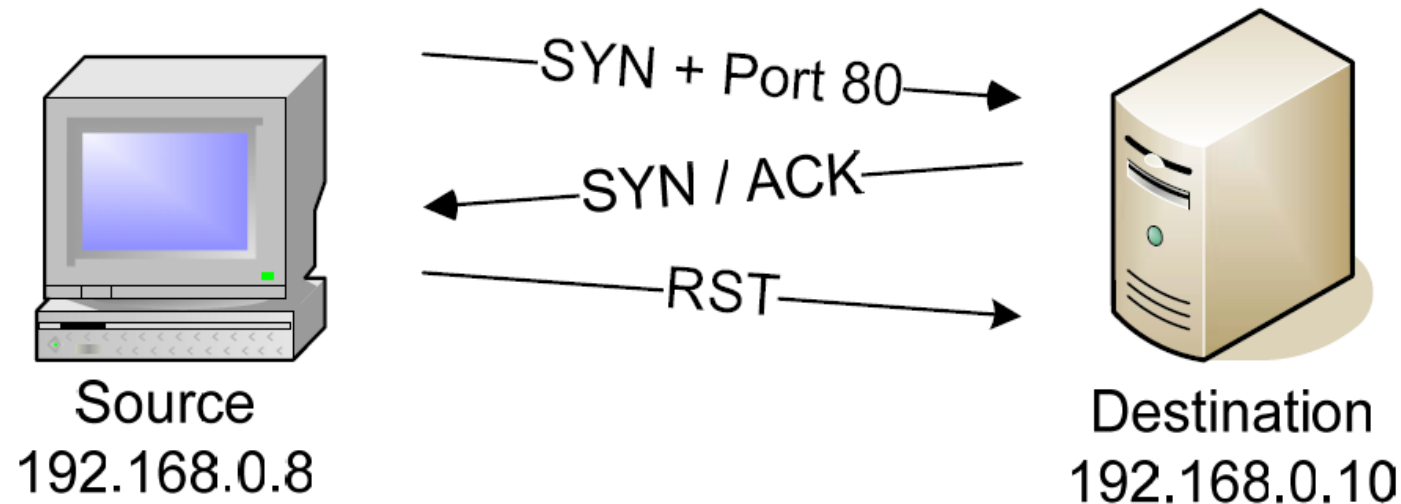 SYN + Port 80
SYN / ACK
RST
Source
192.168.0.8
Destination
192.168.0.10